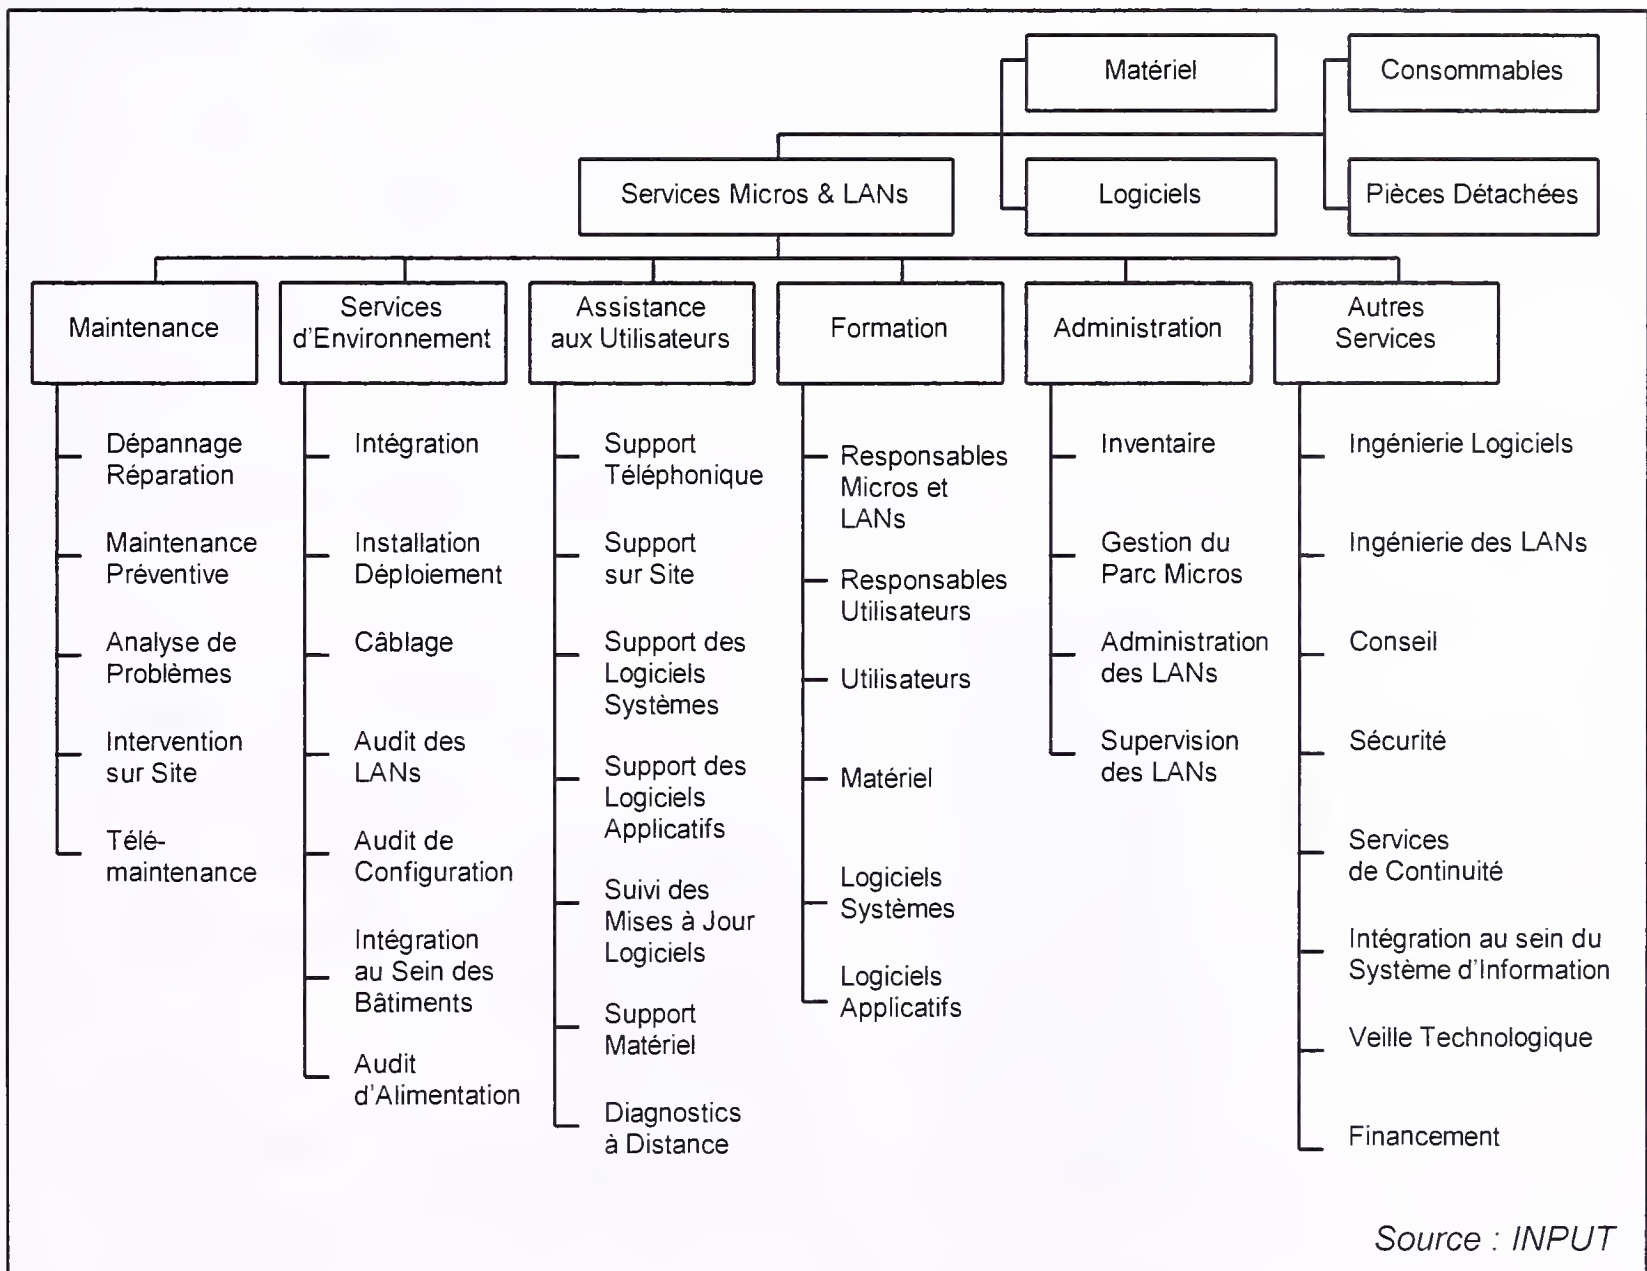 Matériel
Consommables
Services Micros & LANs
Logiciels
Pièces Détachées
Maintenance
Services
d'Environnement
Assistance
aux Utilisateurs
Formation
Administration
Autres
Services
Dépannage
Réparation
Maintenance
Préventive
Analyse de
Problèmes
Intervention
sur Site
Télé-
maintenance
Intégration
Installation
Déploiement
Câblage
Audit des
LANs
Audit de
Configuration
Intégration
au Sein des
Bâtiments
Audit
d'Alimentation
Support
Téléphonique
Support
sur Site
Support des
Logiciels
Systèmes
Support des
Logiciels
Applicatifs
Suivi des
Mises à Jour
Logiciels
Support
Matériel
Diagnostics
à Distance
Responsables
Micros et
LANs
Responsables
Utilisateurs
Utilisateurs
Matériel
Logiciels
Systèmes
Logiciels
Applicatifs
Inventaire
Gestion du
Parc Micros
Administration
des LANs
Supervision
des LANs
Ingénierie Logiciels
Ingénierie des LANs
Conseil
Sécurité
Services
de Continuité
Intégration au sein du
Système d'Information
Veille Technologique
Financement
Source : INPUT